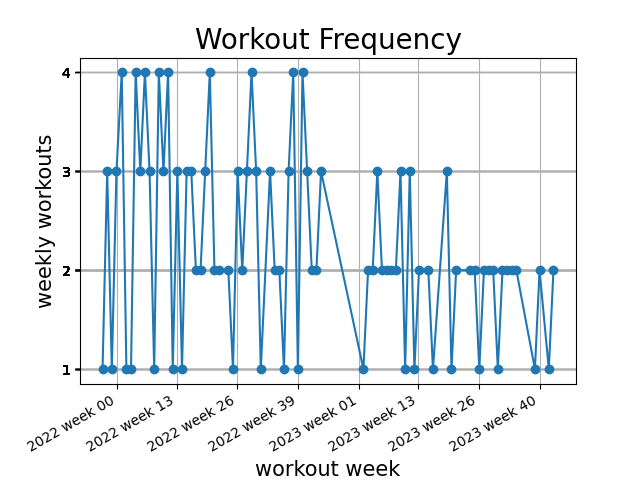 Workout Frequency
weekly workouts
4
3
2
1
2022 week 00
2022 week 13
2022 week 26
2022 week 39
2023 week 01
2023 week 13
2023 week 26
2023 week 40
workout week